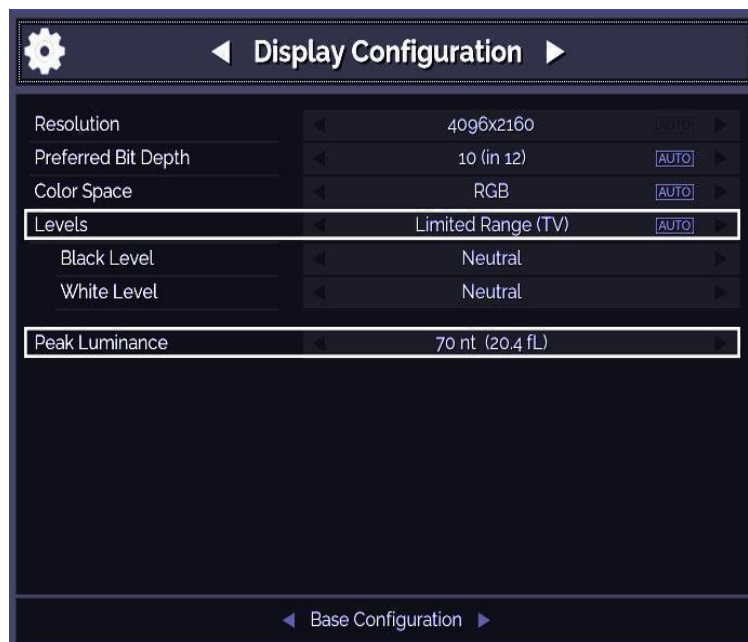 Display Configuration
Resolution 4096x2160 AUTO
Preferred Bit Depth 10 (in 12) AUTO
Color Space RGB AUTO
Levels Limited Range (TV) AUTO
Black Level Neutral
White Level Neutral
Peak Luminance 70 nt (20.4 fL)
Base Configuration